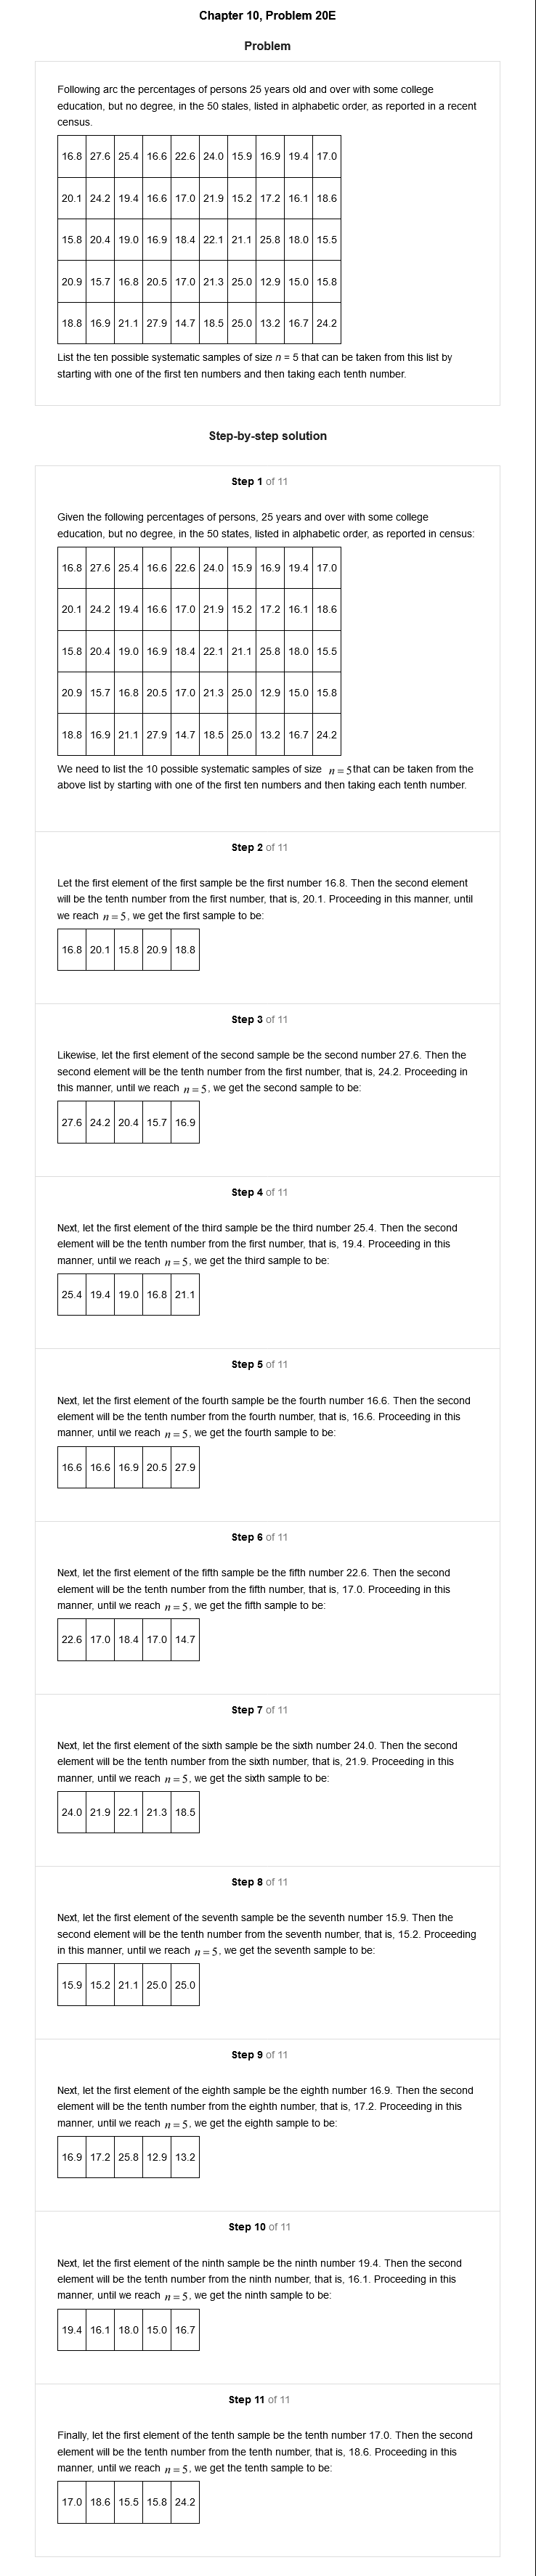 Chapter 10, Problem 20E
Problem
Following arc the percentages of persons 25 years old and over with some college
education, but no degree, in the 50 stales, listed in alphabetic order, as reported in a recent
census.
16.8 27.6 25.4 16.6 22.6 24.0 15.9 16.9 19.4 17.0
20.1 24.2 19.4 16.6 17.0 21.9 15.2 17.2 16.1 18.6
15.8 20.4 19.0 16.9 18.4 22.1 21.1 25.8 18.0 15.5
20.9 15.7 16.8 20.5 17.0 21.3 25.0 12.9 15.0 15.8
18.8 16.9 21.1 27.9 14.7 18.5 25.0 13.2 16.7 24.2
List the ten possible systematic samples of size n = 5 that can be taken from this list by
starting with one of the first ten numbers and then taking each tenth number.
Step-by-step solution
Step 1 of 11
Given the following percentages of persons, 25 years and over with some college
education, but no degree, in the 50 states, listed in alphabetic order, as reported in census:
16.8 27.6 25.4 16.6 22.6 24.0 15.9 16.9 19.4 17.0
20.1 24.2 19.4 16.6 17.0 21.9 15.2 17.2 16.1 18.6
15.8 20.4 19.0 16.9 18.4 22.1 21.1 25.8 18.0 15.5
20.9 15.7 16.8 20.5 17.0 21.3 25.0 12.9 15.0 15.8
18.8 16.9 21.1 27.9 14.7 18.5 25.0 13.2 16.7 24.2
We need to list the 10 possible systematic samples of size n = 5 that can be taken from the
above list by starting with one of the first ten numbers and then taking each tenth number.
Step 2 of 11
Let the first element of the first sample be the first number 16.8. Then the second element
will be the tenth number from the first number, that is, 20.1. Proceeding in this manner, until
we reach n = 5, we get the first sample to be:
16.8 20.1 15.8 20.9 18.8
Step 3 of 11
Likewise, let the first element of the second sample be the second number 27.6. Then the
second element will be the tenth number from the first number, that is, 24.2. Proceeding in
this manner, until we reach n = 5, we get the second sample to be:
27.6 24.2 20.4 15.7 16.9
Step 4 of 11
Next, let the first element of the third sample be the third number 25.4. Then the second
element will be the tenth number from the first number, that is, 19.4. Proceeding in this
manner, until we reach n = 5, we get the third sample to be:
25.4 19.4 19.0 16.8 21.1
Step 5 of 11
Next, let the first element of the fourth sample be the fourth number 16.6. Then the second
element will be the tenth number from the fourth number, that is, 16.6. Proceeding in this
manner, until we reach n = 5, we get the fourth sample to be:
16.6 16.6 16.9 20.5 27.9
Step 6 of 11
Next, let the first element of the fifth sample be the fifth number 22.6. Then the second
element will be the tenth number from the fifth number, that is, 17.0. Proceeding in this
manner, until we reach n = 5, we get the fifth sample to be:
22.6 17.0 18.4 17.0 14.7
Step 7 of 11
Next, let the first element of the sixth sample be the sixth number 24.0. Then the second
element will be the tenth number from the sixth number, that is, 21.9. Proceeding in this
manner, until we reach n = 5, we get the sixth sample to be:
24.0 21.9 22.1 21.3 18.5
Step 8 of 11
Next, let the first element of the seventh sample be the seventh number 15.9. Then the
second element will be the tenth number from the seventh number, that is, 15.2. Proceeding
in this manner, until we reach n = 5, we get the seventh sample to be:
15.9 15.2 21.1 25.0 25.0
Step 9 of 11
Next, let the first element of the eighth sample be the eighth number 16.9. Then the second
element will be the tenth number from the eighth number, that is, 17.2. Proceeding in this
manner, until we reach n = 5, we get the eighth sample to be:
16.9 17.2 25.8 12.9 13.2
Step 10 of 11
Next, let the first element of the ninth sample be the ninth number 19.4. Then the second
element will be the tenth number from the ninth number, that is, 16.1. Proceeding in this
manner, until we reach n = 5, we get the ninth sample to be:
19.4 16.1 18.0 15.0 16.7
Step 11 of 11
Finally, let the first element of the tenth sample be the tenth number 17.0. Then the second
element will be the tenth number from the tenth number, that is, 18.6. Proceeding in this
manner, until we reach n = 5, we get the tenth sample to be:
17.0 18.6 15.5 15.8 24.2